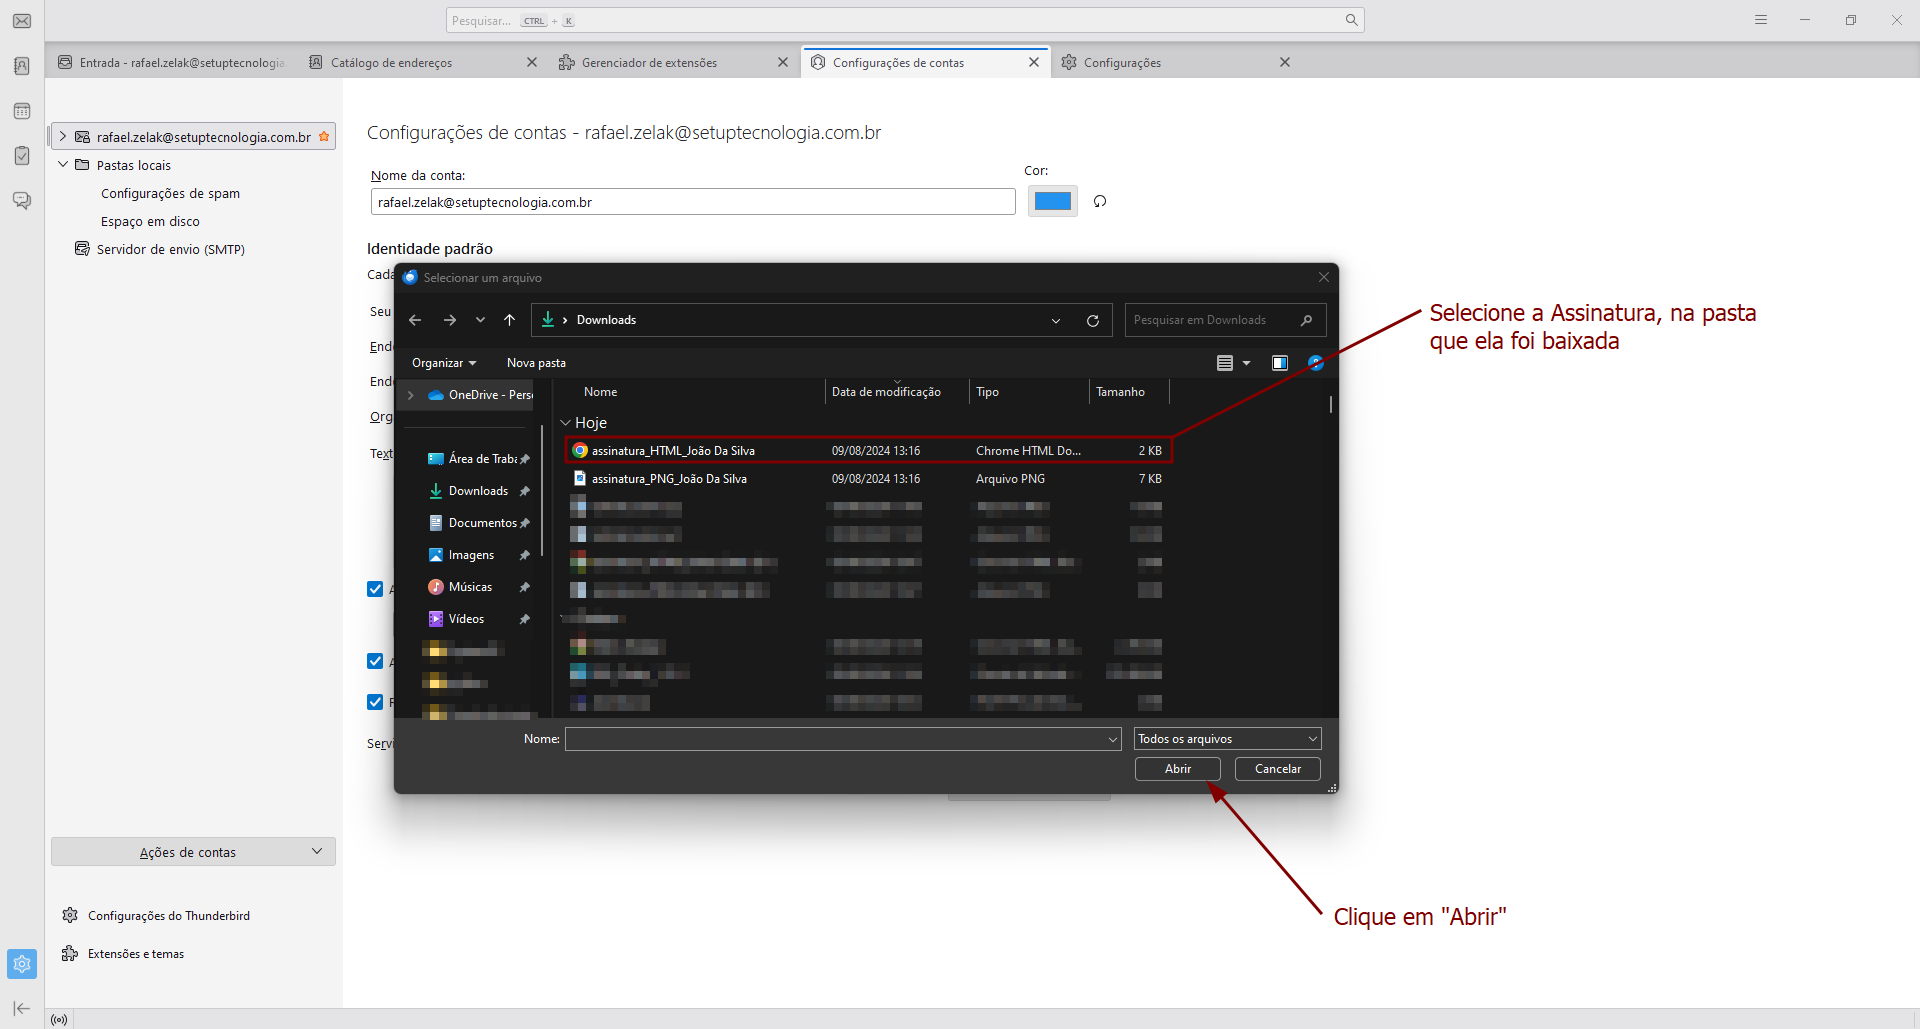 Pesquisar... CTRL + K
Entrada - rafael.zelak@setuptecnologia.
Catálogo de endereços
Gerenciador de extensões
Configurações de contas
Configurações
rafael.zelak@setuptecnologia.com.br
Pastas locais
Configurações de spam
Espaço em disco
Servidor de envio (SMTP)
Ações de contas
Configurações do Thunderbird
Extensões e temas
Configurações de contas - rafael.zelak@setuptecnologia.com.br
Nome da conta:
Cor:
rafael.zelak@setuptecnologia.com.br
Identidade padrão
Cada
Seu
Ende
Ende
Org
Text
A
A
Servi
Selecionar um arquivo
Downloads
Pesquisar em Downloads
Organizar
Nova pasta
OneDrive - Perso
Área de Traba
Downloads
Documentos
Imagens
Músicas
Vídeos
Nome Data de modificação Tipo Tamanho
Hoje
assinatura_HTML_João Da Silva 09/08/2024 13:16 Chrome HTML Do... 2 KB
assinatura_PNG_João Da Silva 09/08/2024 13:16 Arquivo PNG 7 KB
Nome:
Todos os arquivos
Abrir
Cancelar
Selecione a Assinatura, na pasta
que ela foi baixada
Clique em "Abrir"